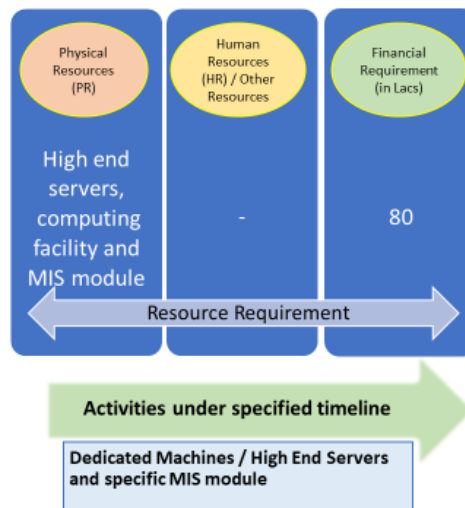 Physical
Resources
(PR)
Human
Resources
(HR) / Other
Resources
Financial
Requirement
(in Lacs)
High end
servers,
computing
facility and
MIS module
-
80
Resource Requirement
Activities under specified timeline
Dedicated Machines / High End Servers
and specific MIS module